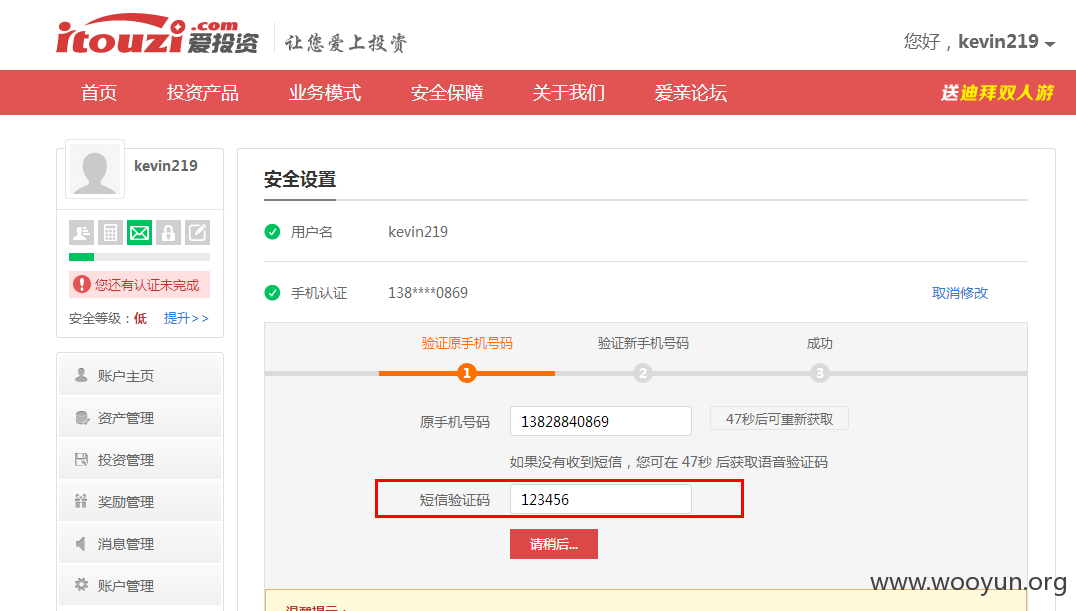 itouzi.com 爱投资 让您爱上投资
您好，kevin219
首页 投资产品 业务模式 安全保障 关于我们 爱亲论坛 送迪拜双人游
kevin219
您还有认证未完成
安全等级：低 提升>>
账户主页
资产管理
投资管理
奖励管理
消息管理
账户管理
安全设置
用户名 kevin219
手机认证 138****0869 取消修改
验证原手机号码 验证新手机号码 成功
1 2 3
原手机号码 13828840869 47秒后可重新获取
如果没有收到短信，您可在 47秒 后获取语音验证码
短信验证码 123456
请稍后...
温馨提示：
www.wooyun.org